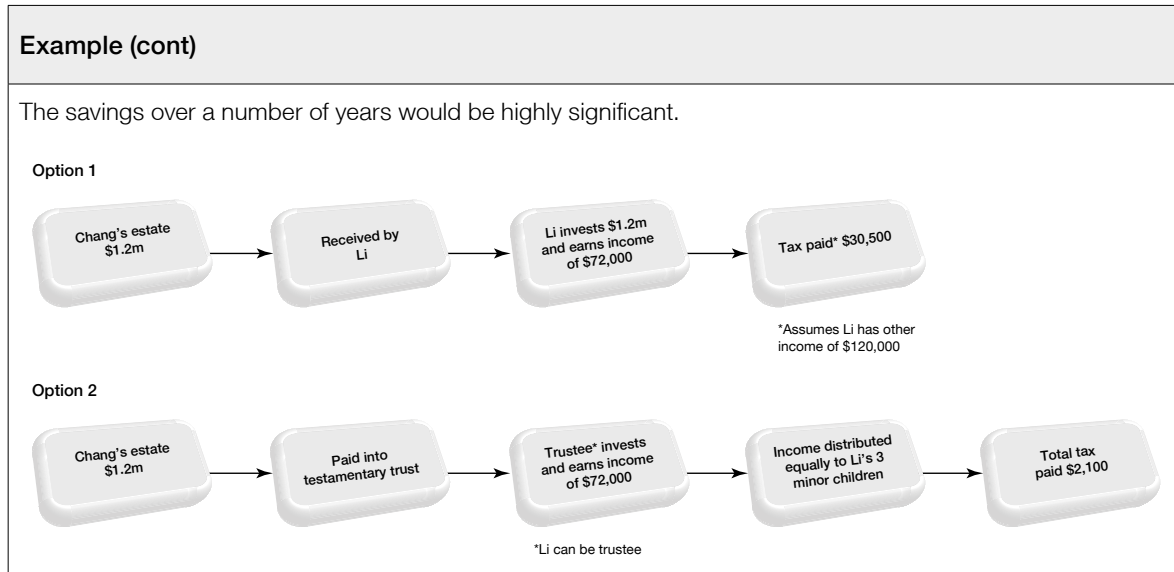 Example (cont)
The savings over a number of years would be highly significant.
Option 1
Chang's estate
$1.2m
Received by
Li
Li invests $1.2m
and earns income
of $72,000
Tax paid* $30,500
*Assumes Li has other
income of $120,000
Option 2
Chang's estate
$1.2m
Paid into
testamentary trust
Trustee* invests
and earns income
of $72,000
Income distributed
equally to Li's 3
minor children
Total tax
paid $2,100
*Li can be trustee